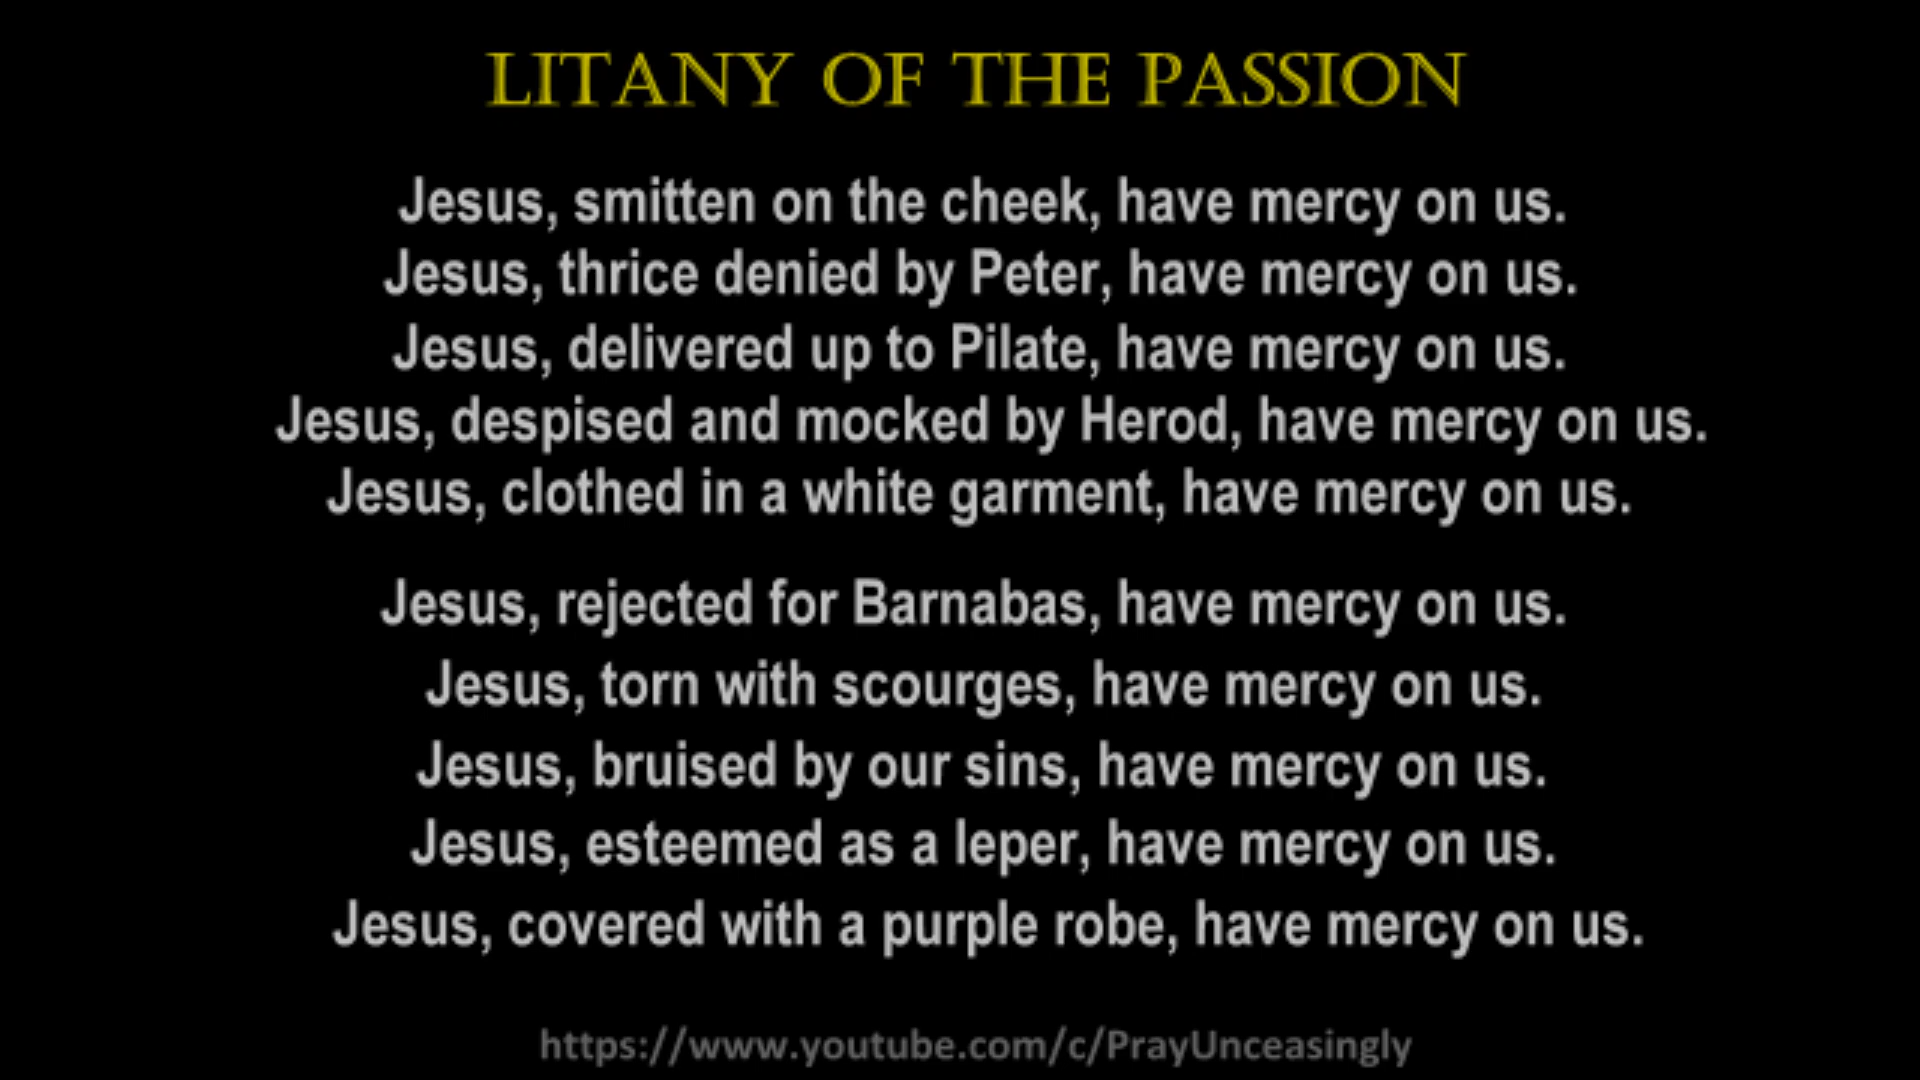 LITANY OF THE PASSION
Jesus, smitten on the cheek, have mercy on us.
Jesus, thrice denied by Peter, have mercy on us.
Jesus, delivered up to Pilate, have mercy on us.
Jesus, despised and mocked by Herod, have mercy on us.
Jesus, clothed in a white garment, have mercy on us.
Jesus, rejected for Barnabas, have mercy on us.
Jesus, torn with scourges, have mercy on us.
Jesus, bruised by our sins, have mercy on us.
Jesus, esteemed as a leper, have mercy on us.
Jesus, covered with a purple robe, have mercy on us.
https://www.youtube.com/c/PrayUnceasingly